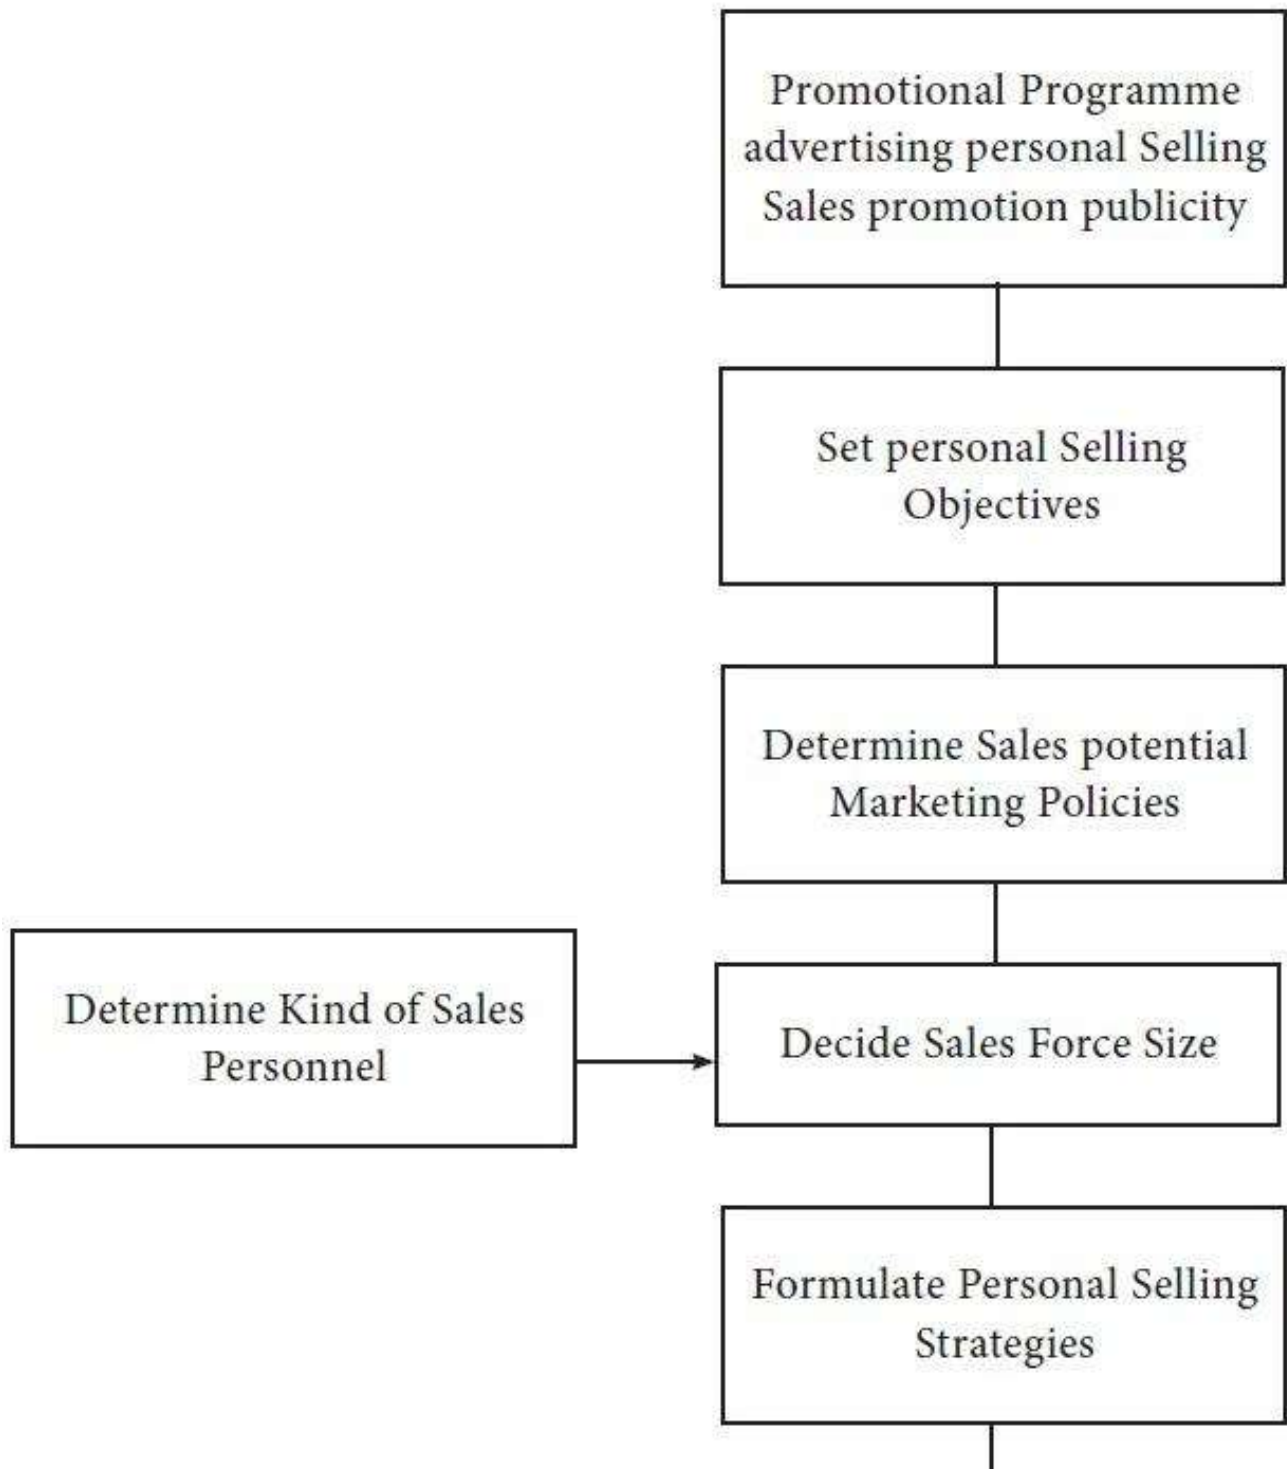 Promotional Programme
advertising personal Selling
Sales promotion publicity
Set personal Selling
Objectives
Determine Sales potential
Marketing Policies
Determine Kind of Sales
Personnel
Decide Sales Force Size
Formulate Personal Selling
Strategies